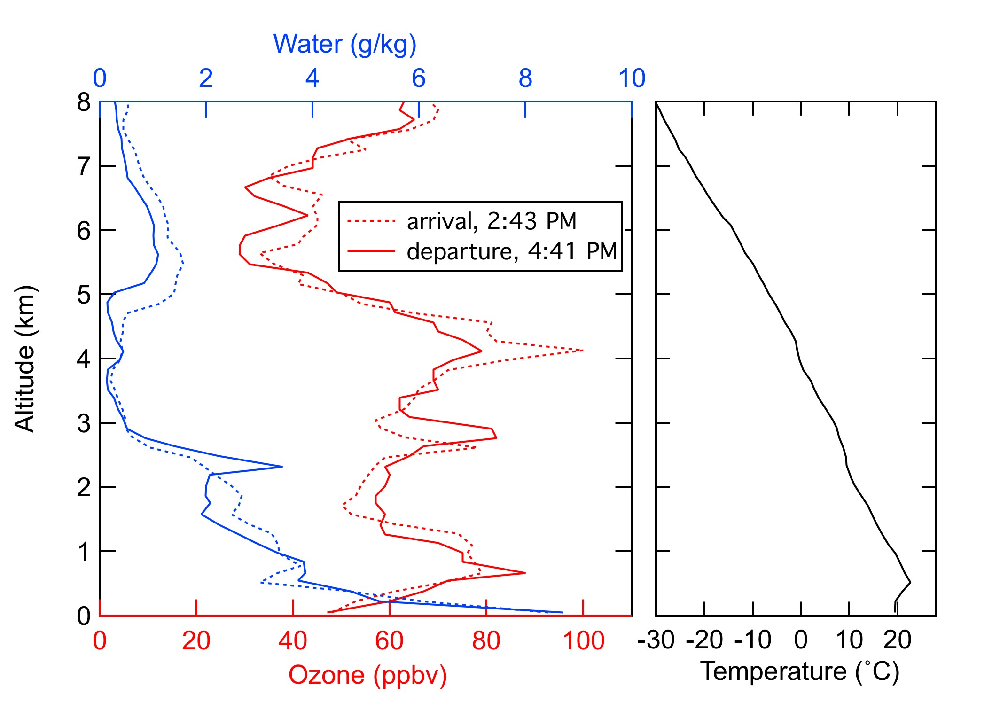 Water (g/kg)
0 2 4 6 8 10
8
7
6
5
4
3
2
1
0
Altitude (km)
arrival, 2:43 PM
departure, 4:41 PM
0 20 40 60 80 100
Ozone (ppbv)
-30 -20 -10 0 10 20
Temperature (˚C)